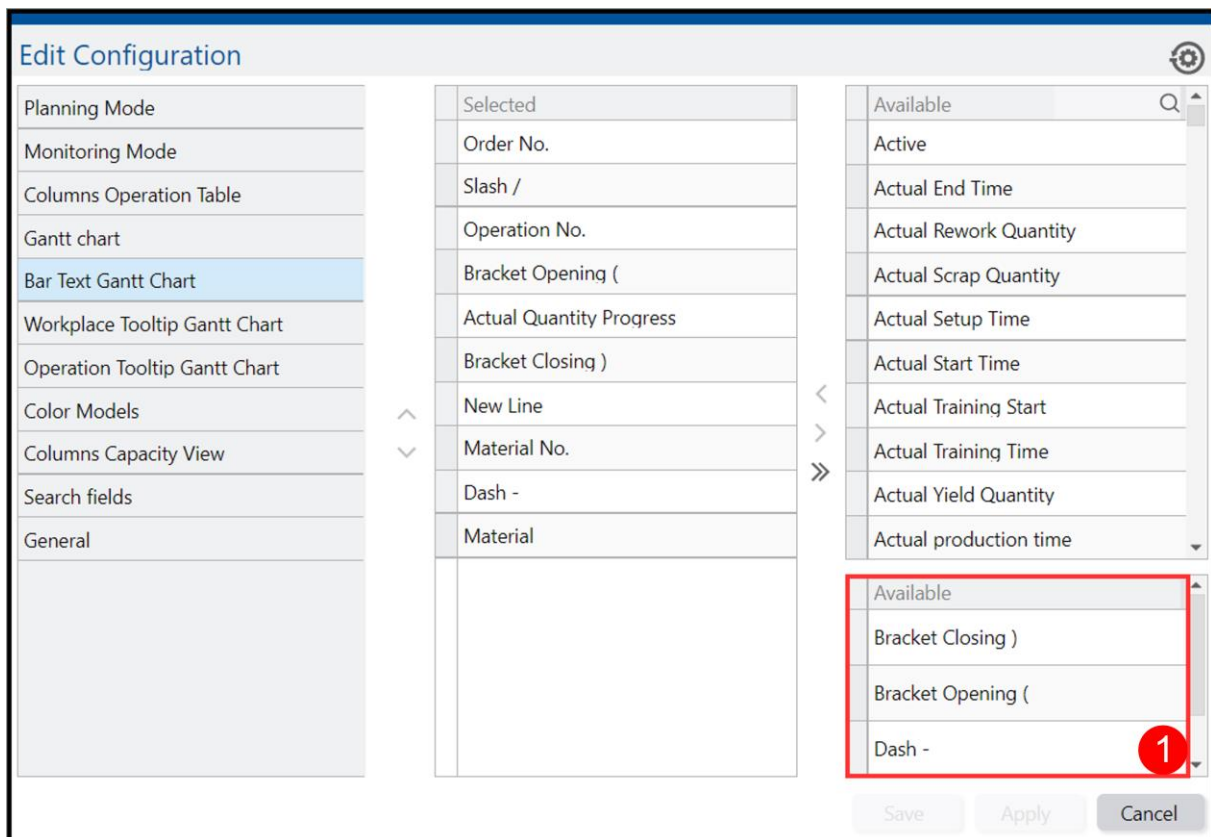 Edit Configuration
Planning Mode
Monitoring Mode
Columns Operation Table
Gantt chart
Bar Text Gantt Chart
Workplace Tooltip Gantt Chart
Operation Tooltip Gantt Chart
Color Models
Columns Capacity View
Search fields
General
Selected
Order No.
Slash /
Operation No.
Bracket Opening (
Actual Quantity Progress
Bracket Closing )
New Line
Material No.
Dash -
Material
Available
Active
Actual End Time
Actual Rework Quantity
Actual Scrap Quantity
Actual Setup Time
Actual Start Time
Actual Training Start
Actual Training Time
Actual Yield Quantity
Actual production time
Available
Bracket Closing )
Bracket Opening (
Dash -
1
Save
Apply
Cancel